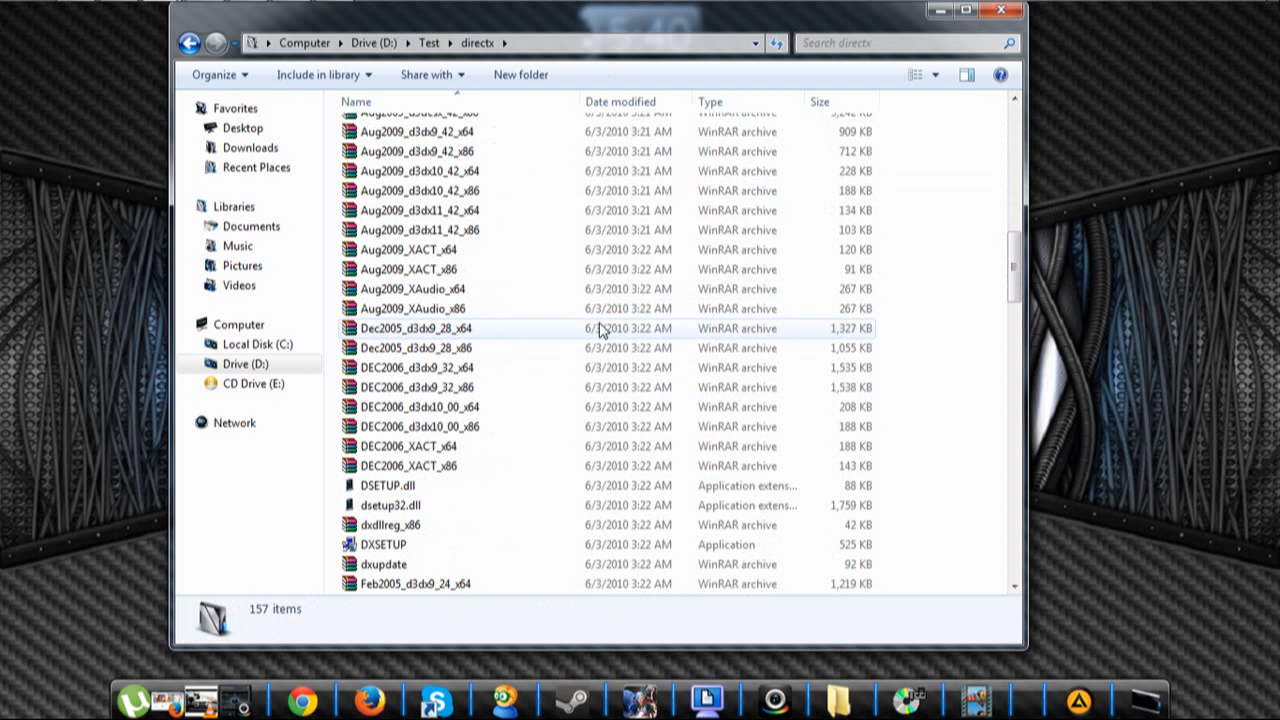 Computer Drive (D:) Test directx
Search directx
Organize Include in library Share with New folder
Favorites
Desktop
Downloads
Recent Places
Libraries
Documents
Music
Pictures
Videos
Computer
Local Disk (C:)
Drive (D:)
CD Drive (E:)
Network
Name Date modified Type Size
Aug2009_d3dx9_42_x64 6/3/2010 3:21 AM WinRAR archive 909 KB
Aug2009_d3dx9_42_x86 6/3/2010 3:21 AM WinRAR archive 712 KB
Aug2009_d3dx10_42_x64 6/3/2010 3:21 AM WinRAR archive 228 KB
Aug2009_d3dx10_42_x86 6/3/2010 3:21 AM WinRAR archive 188 KB
Aug2009_d3dx11_42_x64 6/3/2010 3:21 AM WinRAR archive 134 KB
Aug2009_d3dx11_42_x86 6/3/2010 3:21 AM WinRAR archive 103 KB
Aug2009_XACT_x64 6/3/2010 3:22 AM WinRAR archive 120 KB
Aug2009_XACT_x86 6/3/2010 3:22 AM WinRAR archive 91 KB
Aug2009_XAudio_x64 6/3/2010 3:22 AM WinRAR archive 267 KB
Aug2009_XAudio_x86 6/3/2010 3:22 AM WinRAR archive 267 KB
Dec2005_d3dx9_28_x64 6/3/2010 3:22 AM WinRAR archive 1,327 KB
Dec2005_d3dx9_28_x86 6/3/2010 3:22 AM WinRAR archive 1,055 KB
DEC2006_d3dx9_32_x64 6/3/2010 3:22 AM WinRAR archive 1,535 KB
DEC2006_d3dx9_32_x86 6/3/2010 3:22 AM WinRAR archive 1,538 KB
DEC2006_d3dx10_00_x64 6/3/2010 3:22 AM WinRAR archive 208 KB
DEC2006_d3dx10_00_x86 6/3/2010 3:22 AM WinRAR archive 188 KB
DEC2006_XACT_x64 6/3/2010 3:22 AM WinRAR archive 188 KB
DEC2006_XACT_x86 6/3/2010 3:22 AM WinRAR archive 143 KB
DSETUP.dll 6/3/2010 3:22 AM Application extens... 88 KB
dsetup32.dll 6/3/2010 3:22 AM Application extens... 1,759 KB
dxdllreg_x86 6/3/2010 3:22 AM WinRAR archive 42 KB
DXSETUP 6/3/2010 3:22 AM Application 525 KB
dxupdate 6/3/2010 3:22 AM WinRAR archive 92 KB
Feb2005_d3dx9_24_x64 6/3/2010 3:22 AM WinRAR archive 1,219 KB
157 items